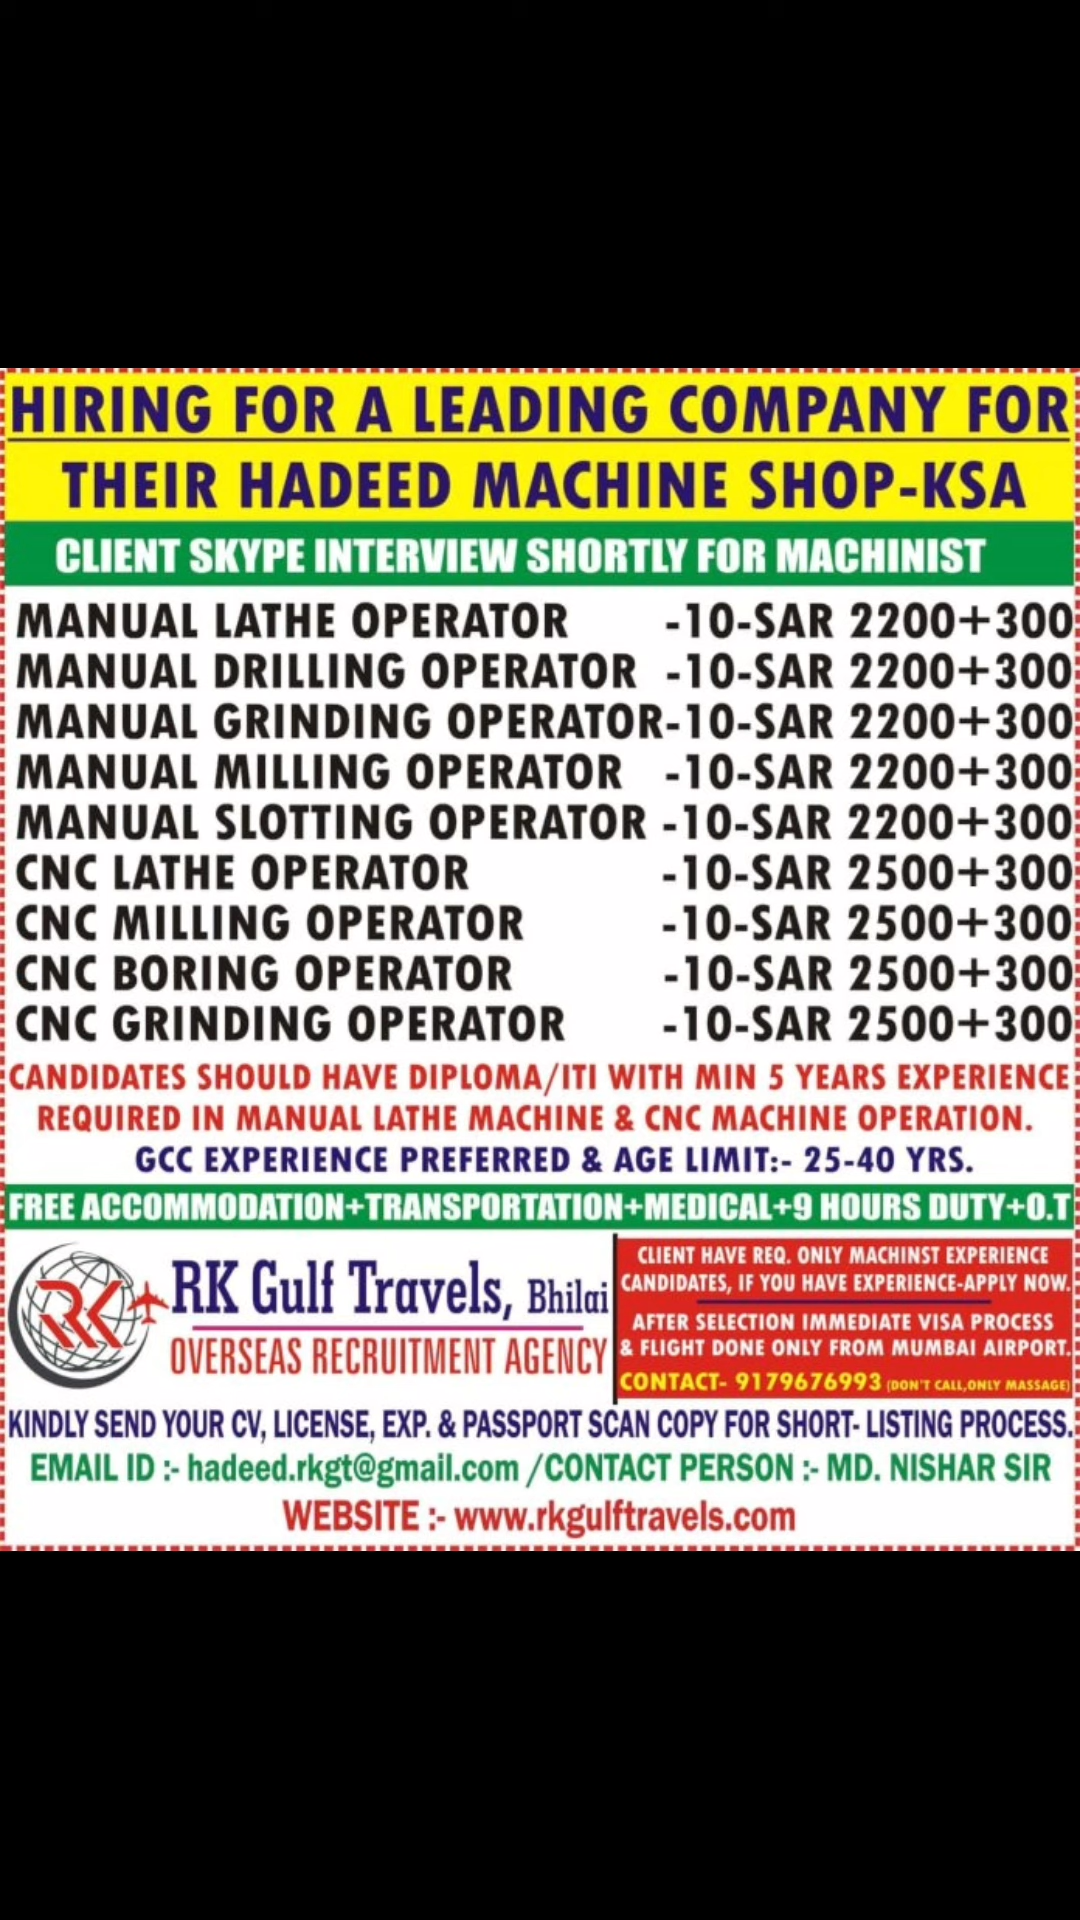 HIRING FOR A LEADING COMPANY FOR
THEIR HADEED MACHINE SHOP-KSA
CLIENT SKYPE INTERVIEW SHORTLY FOR MACHINIST
MANUAL LATHE OPERATOR -10-SAR 2200+300
MANUAL DRILLING OPERATOR -10-SAR 2200+300
MANUAL GRINDING OPERATOR-10-SAR 2200+300
MANUAL MILLING OPERATOR -10-SAR 2200+300
MANUAL SLOTTING OPERATOR -10-SAR 2200+300
CNC LATHE OPERATOR -10-SAR 2500+300
CNC MILLING OPERATOR -10-SAR 2500+300
CNC BORING OPERATOR -10-SAR 2500+300
CNC GRINDING OPERATOR -10-SAR 2500+300
CANDIDATES SHOULD HAVE DIPLOMA/ITI WITH MIN 5 YEARS EXPERIENCE
REQUIRED IN MANUAL LATHE MACHINE & CNC MACHINE OPERATION.
GCC EXPERIENCE PREFERRED & AGE LIMIT:- 25-40 YRS.
FREE ACCOMMODATION+TRANSPORTATION+MEDICAL+9 HOURS DUTY+O.T
RK
RK Gulf Travels, Bhilai
OVERSEAS RECRUITMENT AGENCY
CLIENT HAVE REQ. ONLY MACHINST EXPERIENCE
CANDIDATES, IF YOU HAVE EXPERIENCE-APPLY NOW.
AFTER SELECTION IMMEDIATE VISA PROCESS
& FLIGHT DONE ONLY FROM MUMBAI AIRPORT.
CONTACT- 9179676993 (DON'T CALL,ONLY MASSAGE)
KINDLY SEND YOUR CV, LICENSE, EXP. & PASSPORT SCAN COPY FOR SHORT- LISTING PROCESS.
EMAIL ID :- hadeed.rkgt@gmail.com /CONTACT PERSON :- MD. NISHAR SIR
WEBSITE :- www.rkgulftravels.com